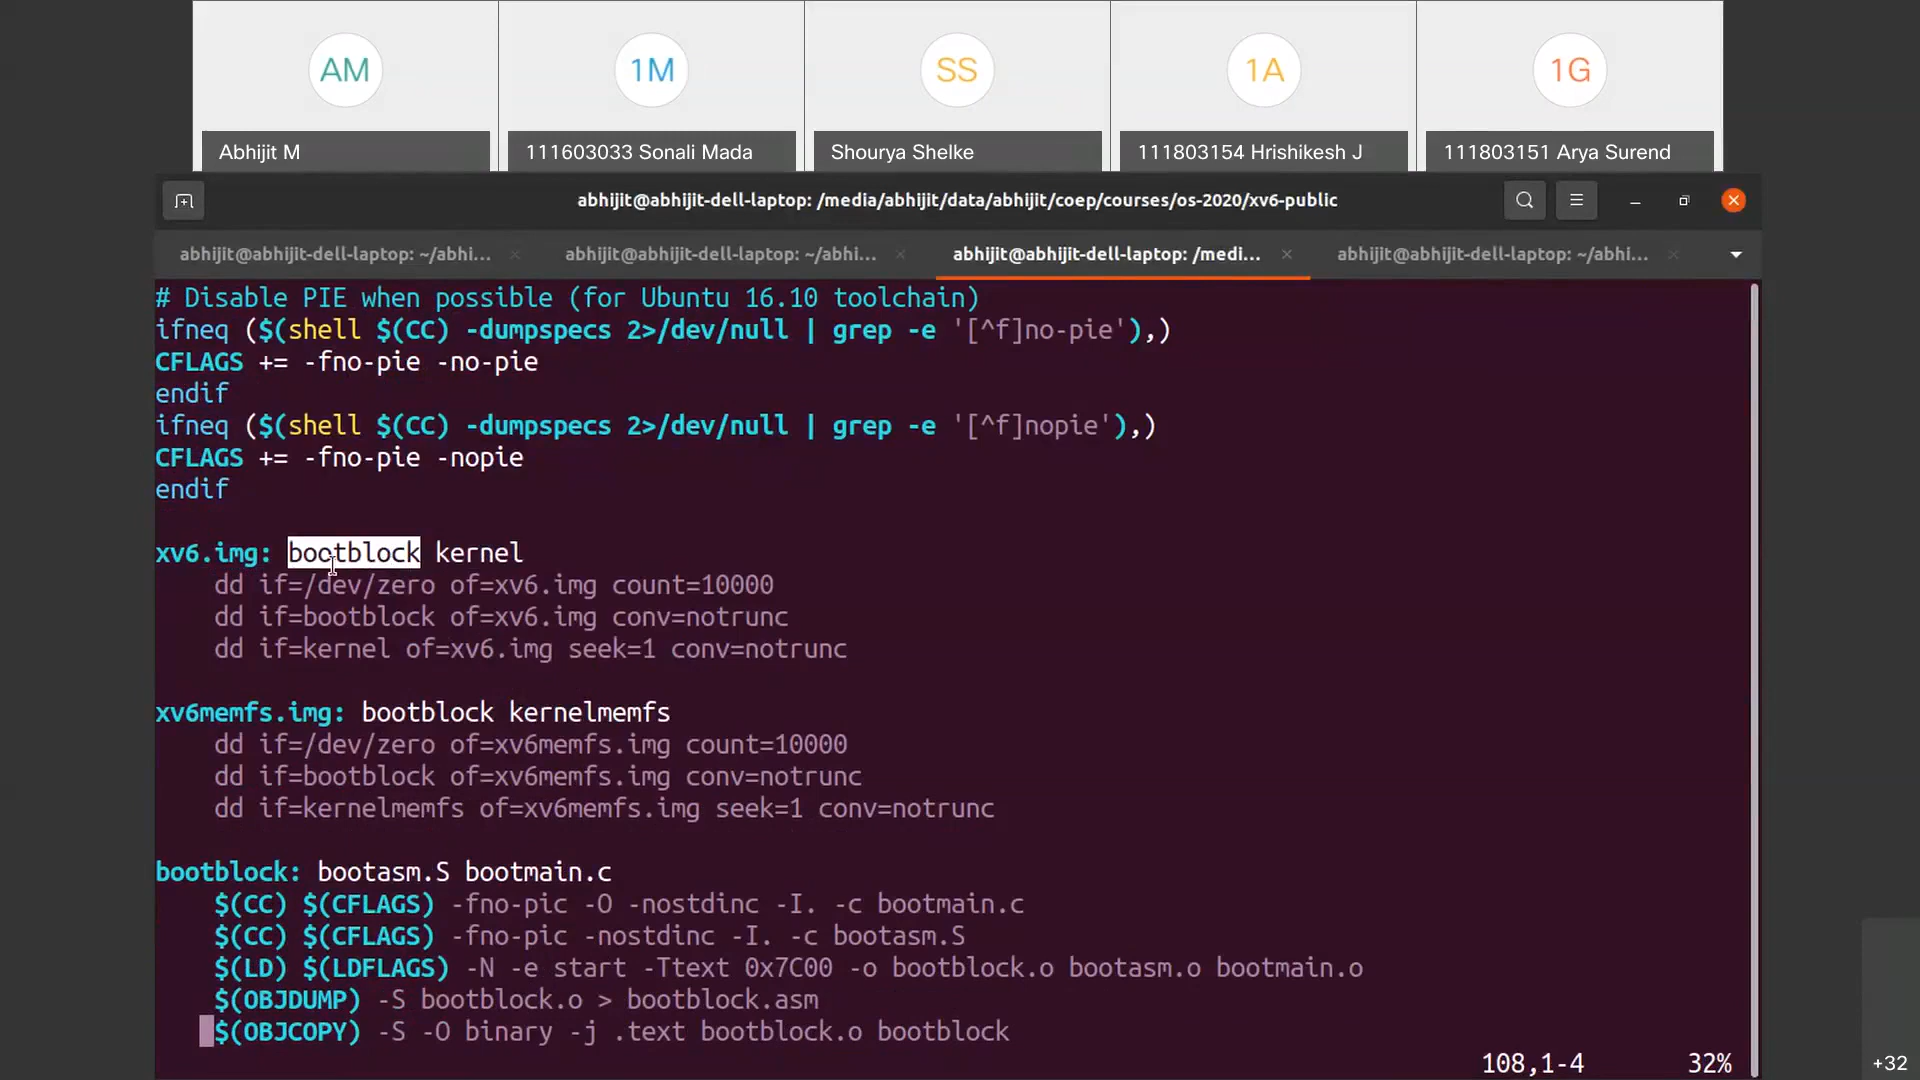 AM 1M SS 1A 1G
Abhijit M 111603033 Sonali Mada Shourya Shelke 111803154 Hrishikesh J 111803151 Arya Surend
abhijit@abhijit-dell-laptop: /media/abhijit/data/abhijit/coep/courses/os-2020/xv6-public
abhijit@abhijit-dell-laptop: ~/abhi... abhijit@abhijit-dell-laptop: ~/abhi... abhijit@abhijit-dell-laptop: /medi... abhijit@abhijit-dell-laptop: ~/abhi...
# Disable PIE when possible (for Ubuntu 16.10 toolchain)
ifneq ($(shell $(CC) -dumpspecs 2>/dev/null | grep -e '[^f]no-pie'),)
CFLAGS += -fno-pie -no-pie
endif
ifneq ($(shell $(CC) -dumpspecs 2>/dev/null | grep -e '[^f]nopie'),)
CFLAGS += -fno-pie -nopie
endif
xv6.img: bootblock kernel
dd if=/dev/zero of=xv6.img count=10000
dd if=bootblock of=xv6.img conv=notrunc
dd if=kernel of=xv6.img seek=1 conv=notrunc
xv6memfs.img: bootblock kernelmemfs
dd if=/dev/zero of=xv6memfs.img count=10000
dd if=bootblock of=xv6memfs.img conv=notrunc
dd if=kernelmemfs of=xv6memfs.img seek=1 conv=notrunc
bootblock: bootasm.S bootmain.c
$(CC) $(CFLAGS) -fno-pic -O -nostdinc -I. -c bootmain.c
$(CC) $(CFLAGS) -fno-pic -nostdinc -I. -c bootasm.S
$(LD) $(LDFLAGS) -N -e start -Ttext 0x7C00 -o bootblock.o bootasm.o bootmain.o
$(OBJDUMP) -S bootblock.o > bootblock.asm
$(OBJCOPY) -S -O binary -j .text bootblock.o bootblock
108,1-4 32%
+32